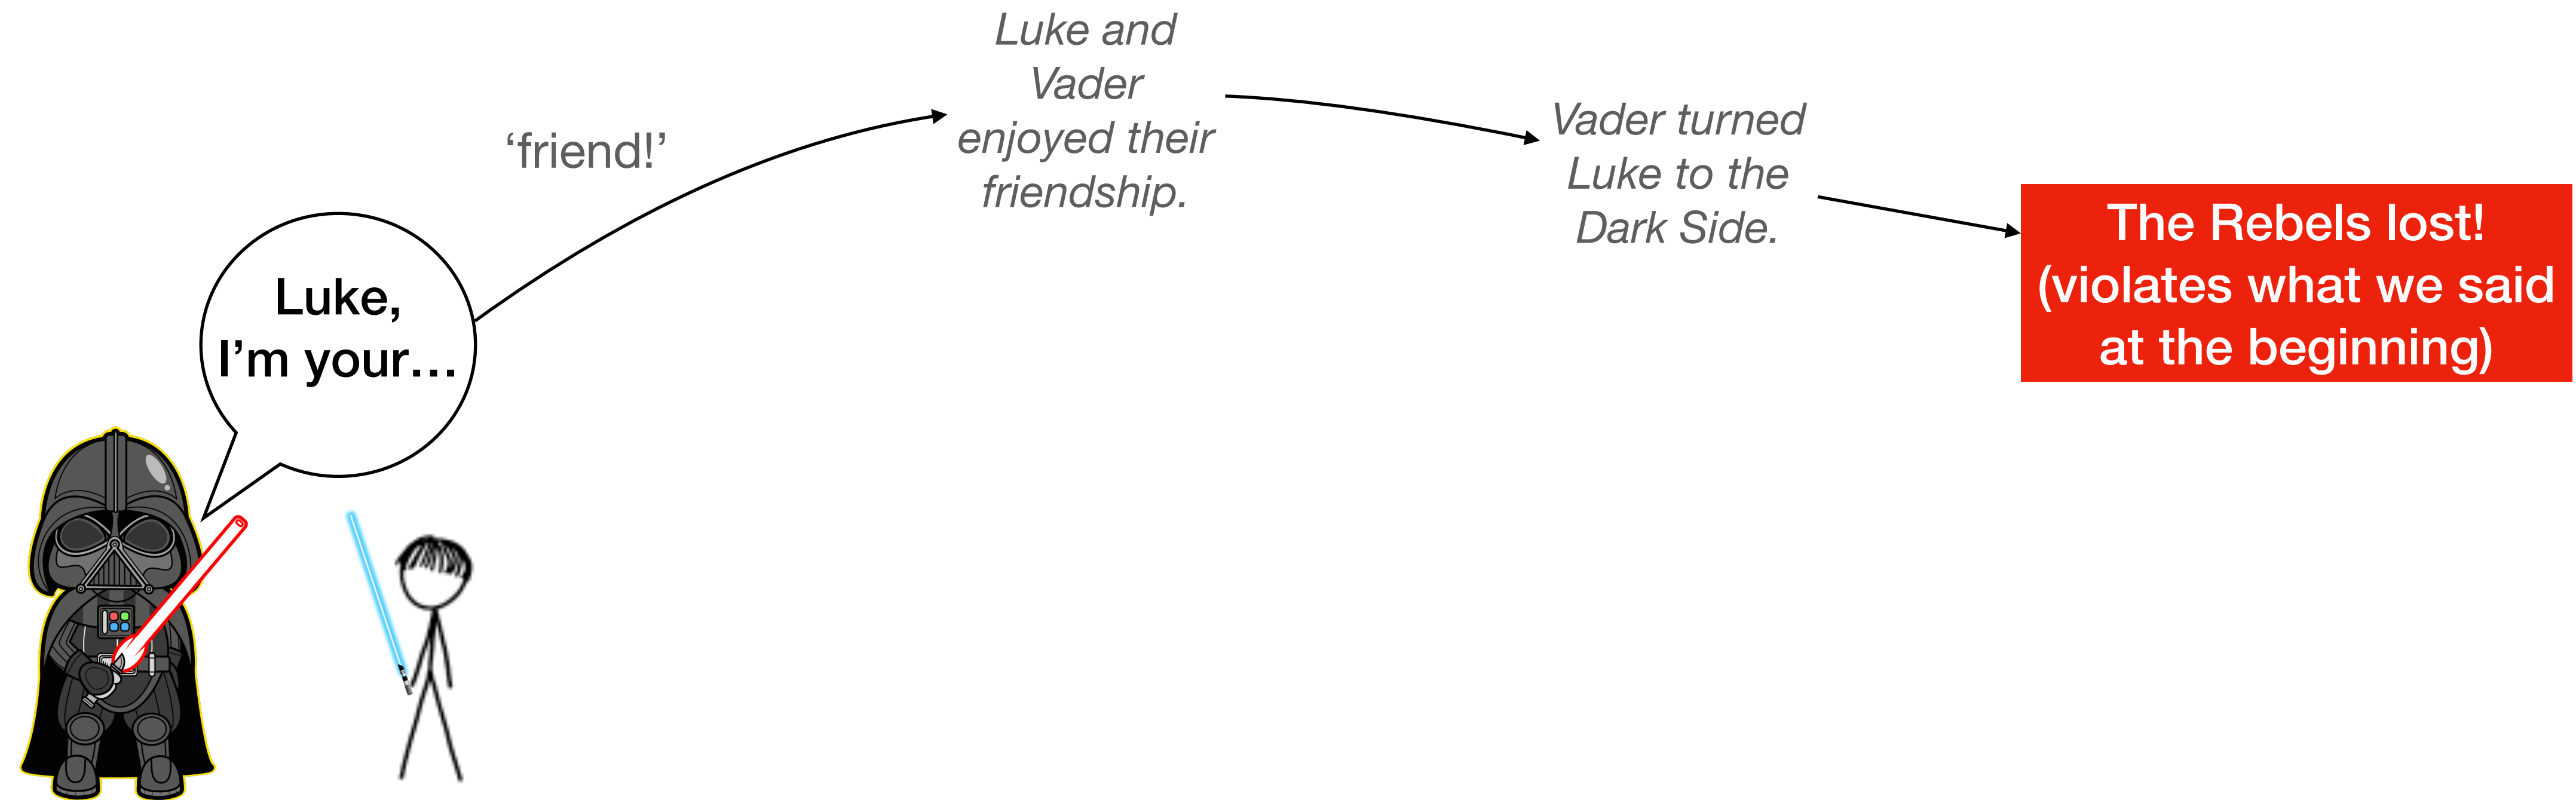 Luke,
I'm your…
‘friend!’
Luke and
Vader
enjoyed their
friendship.
Vader turned
Luke to the
Dark Side.
The Rebels lost!
(violates what we said
at the beginning)